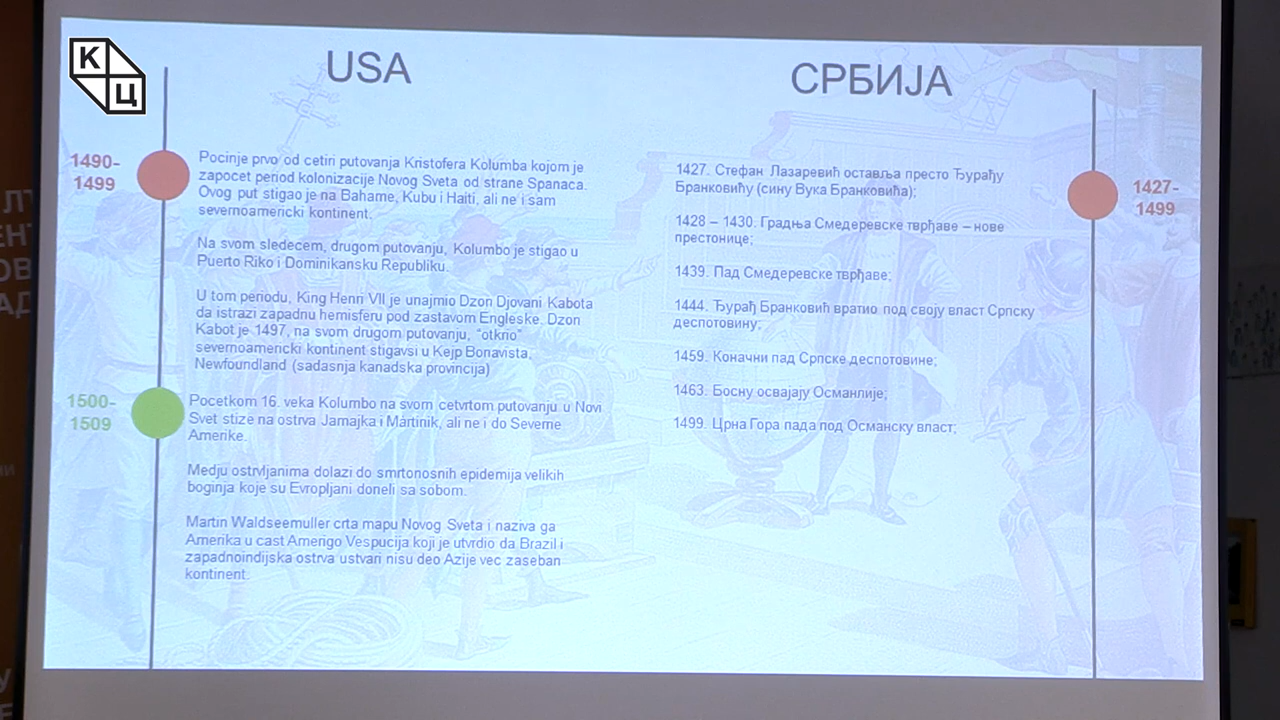 К
Ц
USA
1490-
1499
Pocinje prvo od cetiri putovanja Kristofera Kolumba kojom je
zapocet period kolonizacije Novog Sveta od strane Spanaca.
Ovog put stigao je na Bahame, Kubu i Haiti, ali ne i sam
severnoamericki kontinent.
Na svom sledecem, drugom putovanju, Kolumbo je stigao u
Puerto Riko i Dominikansku Republiku.
U tom periodu, King Henri VII je unajmio Dzon Djovani Kabota
da istrazi zapadnu hemisferu pod zastavom Engleske. Dzon
Kabot je 1497, na svom drugom putovanju, “otkrio”
severnoamericki kontinent stigavsi u Kejp Bonavista,
Newfoundland (sadasnja kanadska provincija)
1500-
1509
Pocetkom 16. veka Kolumbo na svom cetvrtom putovanju u Novi
Svet stize na ostrva Jamajka i Martinik, ali ne i do Severne
Amerike.
Medju ostrvljanima dolazi do smrtonosnih epidemija velikih
boginja koje su Evropljani doneli sa sobom.
Martin Waldseemuller crta mapu Novog Sveta i naziva ga
Amerika u cast Amerigo Vespucija koji je utvrdio da Brazil i
zapadnoindijska ostrva ustvari nisu deo Azije vec zaseban
kontinent.
СРБИЈА
1427-
1499
1427. Стефан Лазаревић оставља престо Ђурађу
Бранковићу (сину Вука Бранковића);
1428 – 1430. Градња Смедеревске тврђаве – нове
престонице;
1439. Пад Смедеревске тврђаве;
1444. Ђурађ Бранковић вратио под своју власт Српску
деспотовину;
1459. Коначни пад Српске деспотовине;
1463. Босну освајају Османлије;
1499. Црна Гора пада под Османску власт;